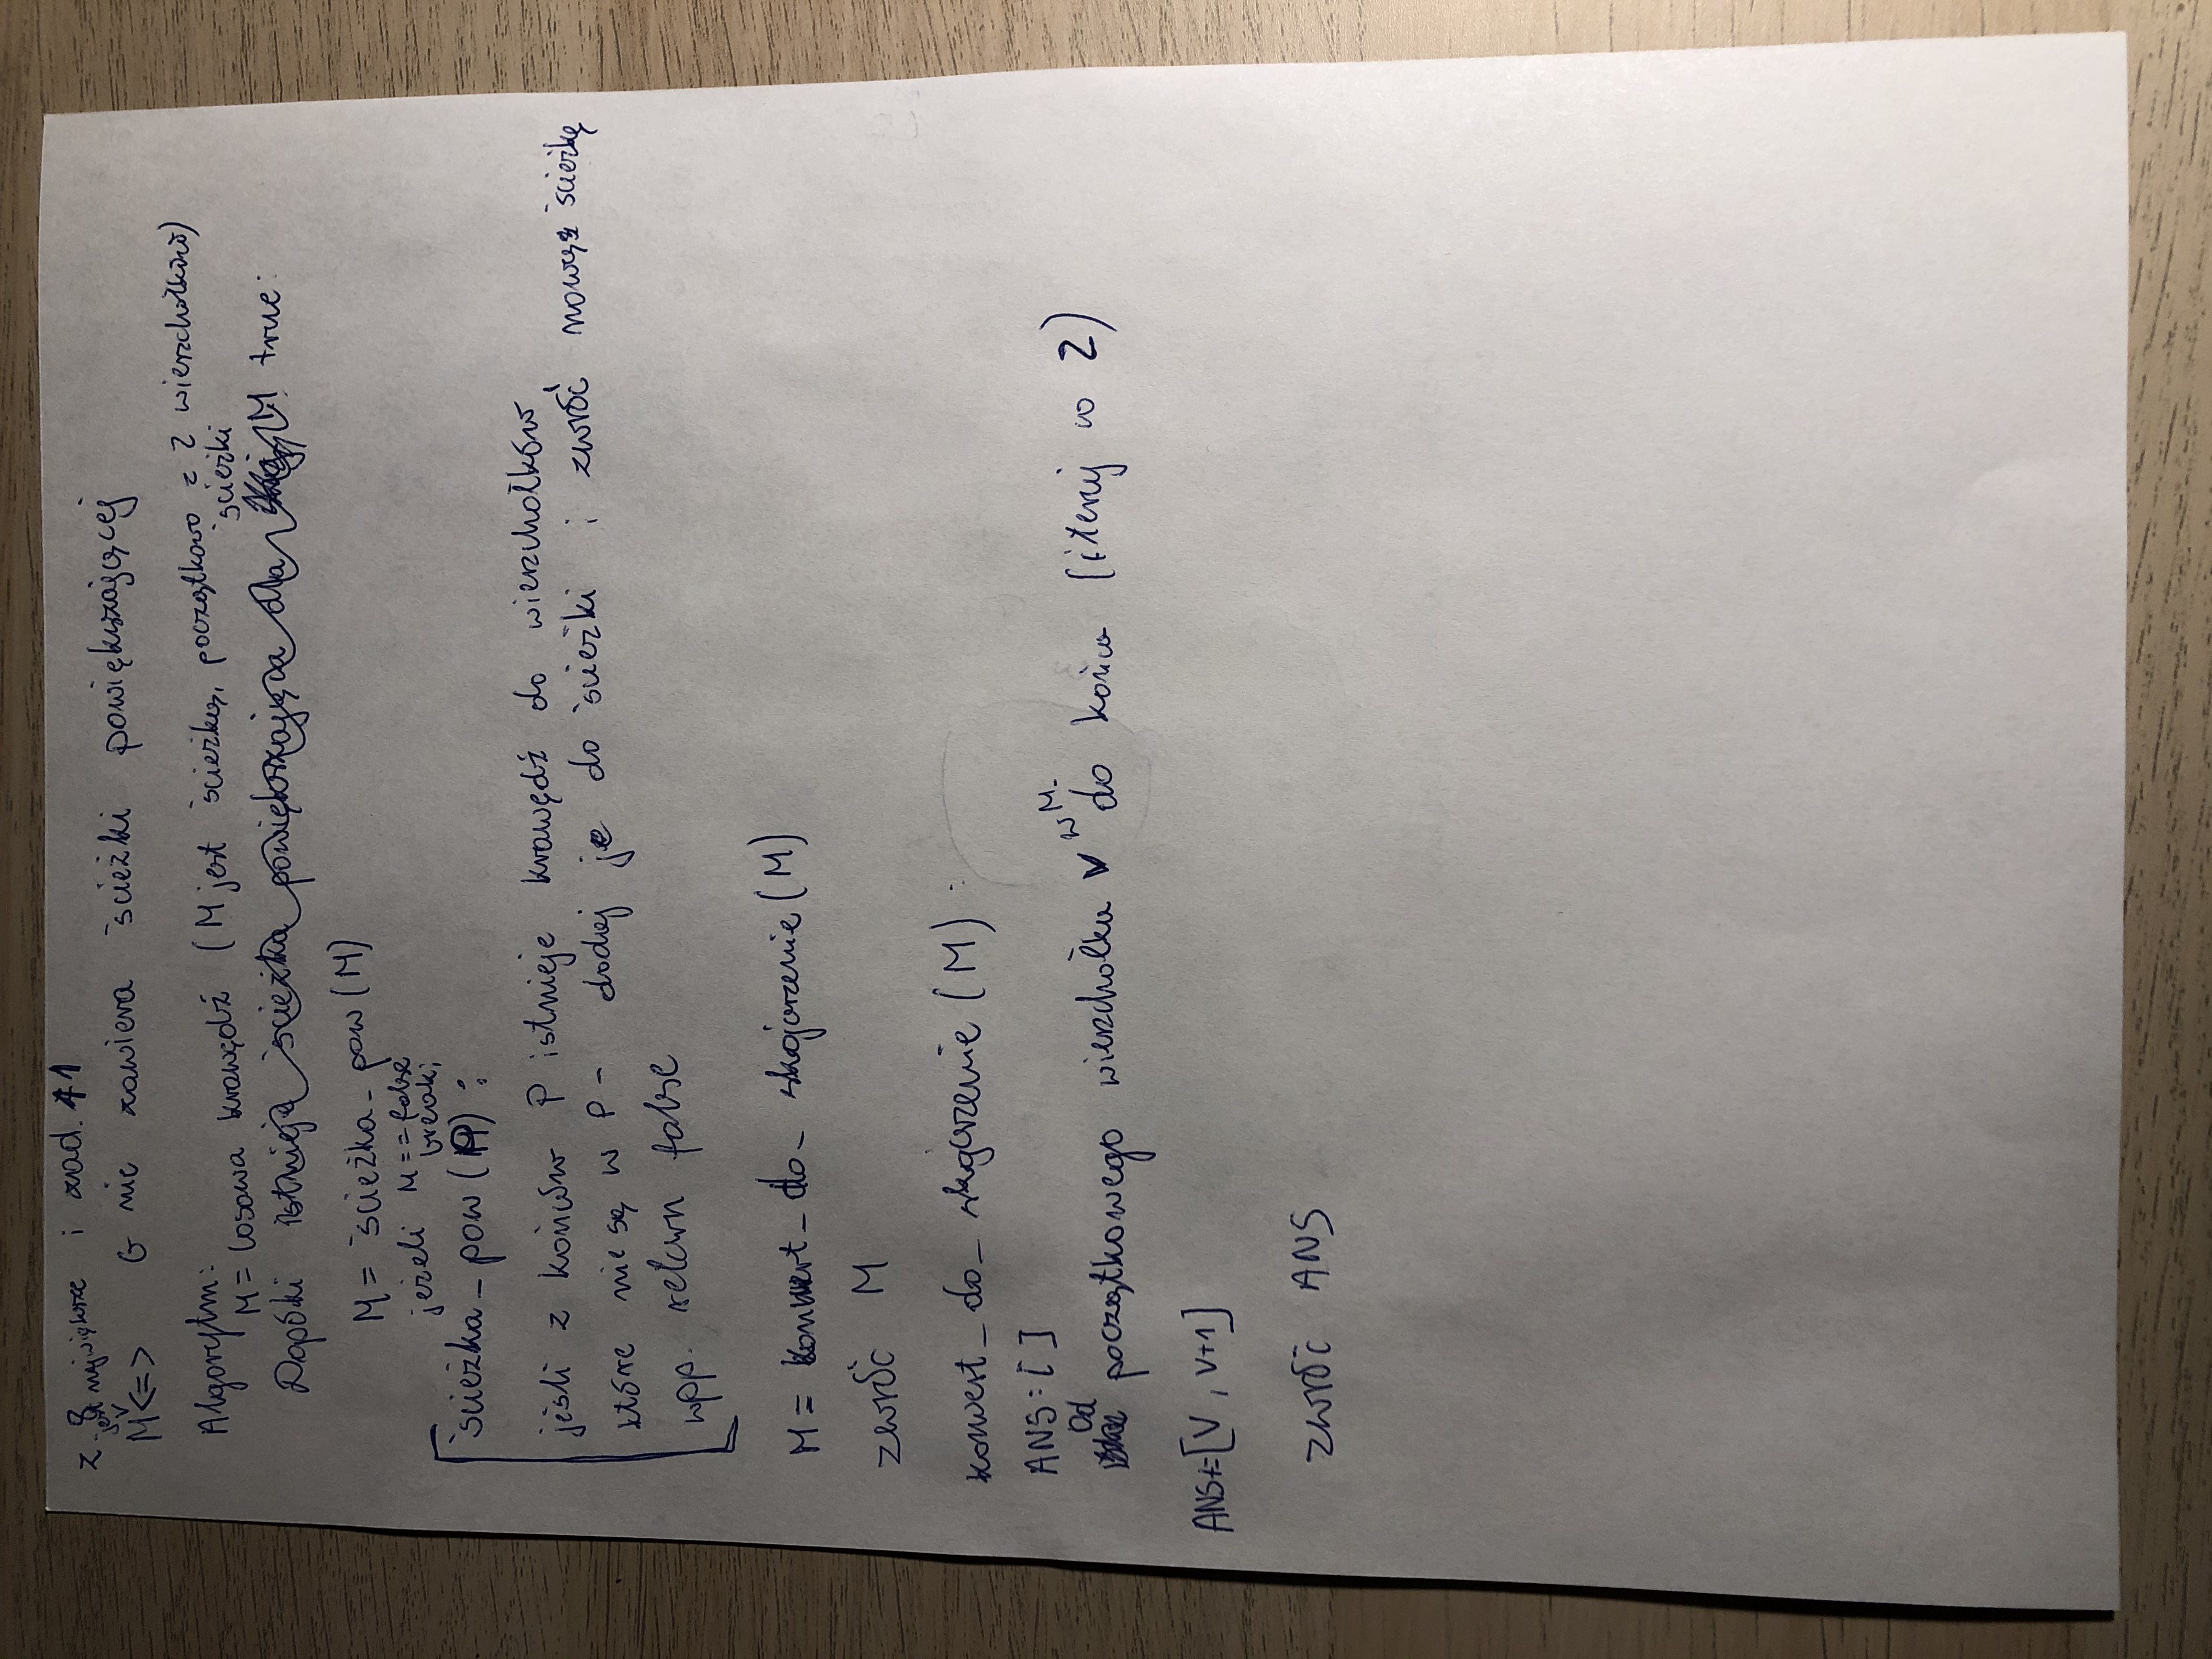 z 8 i zad. 41
jest największe
M <=> G nie zawiera ścieżki powiększającej
Algorytm:
M = losowa krawędź (M jest ścieżką, początkowo z 2 wierzchołków)
ścieżki
Dopóki istnieje ścieżka powiększająca dla M true:
M = ścieżka_pow(M)
jeżeli M == false
break;
ścieżka_pow(P):
jeśli z końców P istnieje krawędź do wierzchołków,
które nie są w P - dodaj je do ścieżki i zwróć nową ścieżkę
wpp. return false
M = konwert_do_skojarzenie(M)
zwróć M
konwert_do_skojarzenie(M):
ANS=[]
Od początkowego wierzchołka V w M do końca (iteruj co 2)
ANS+=[V, V+1]
zwróć ANS